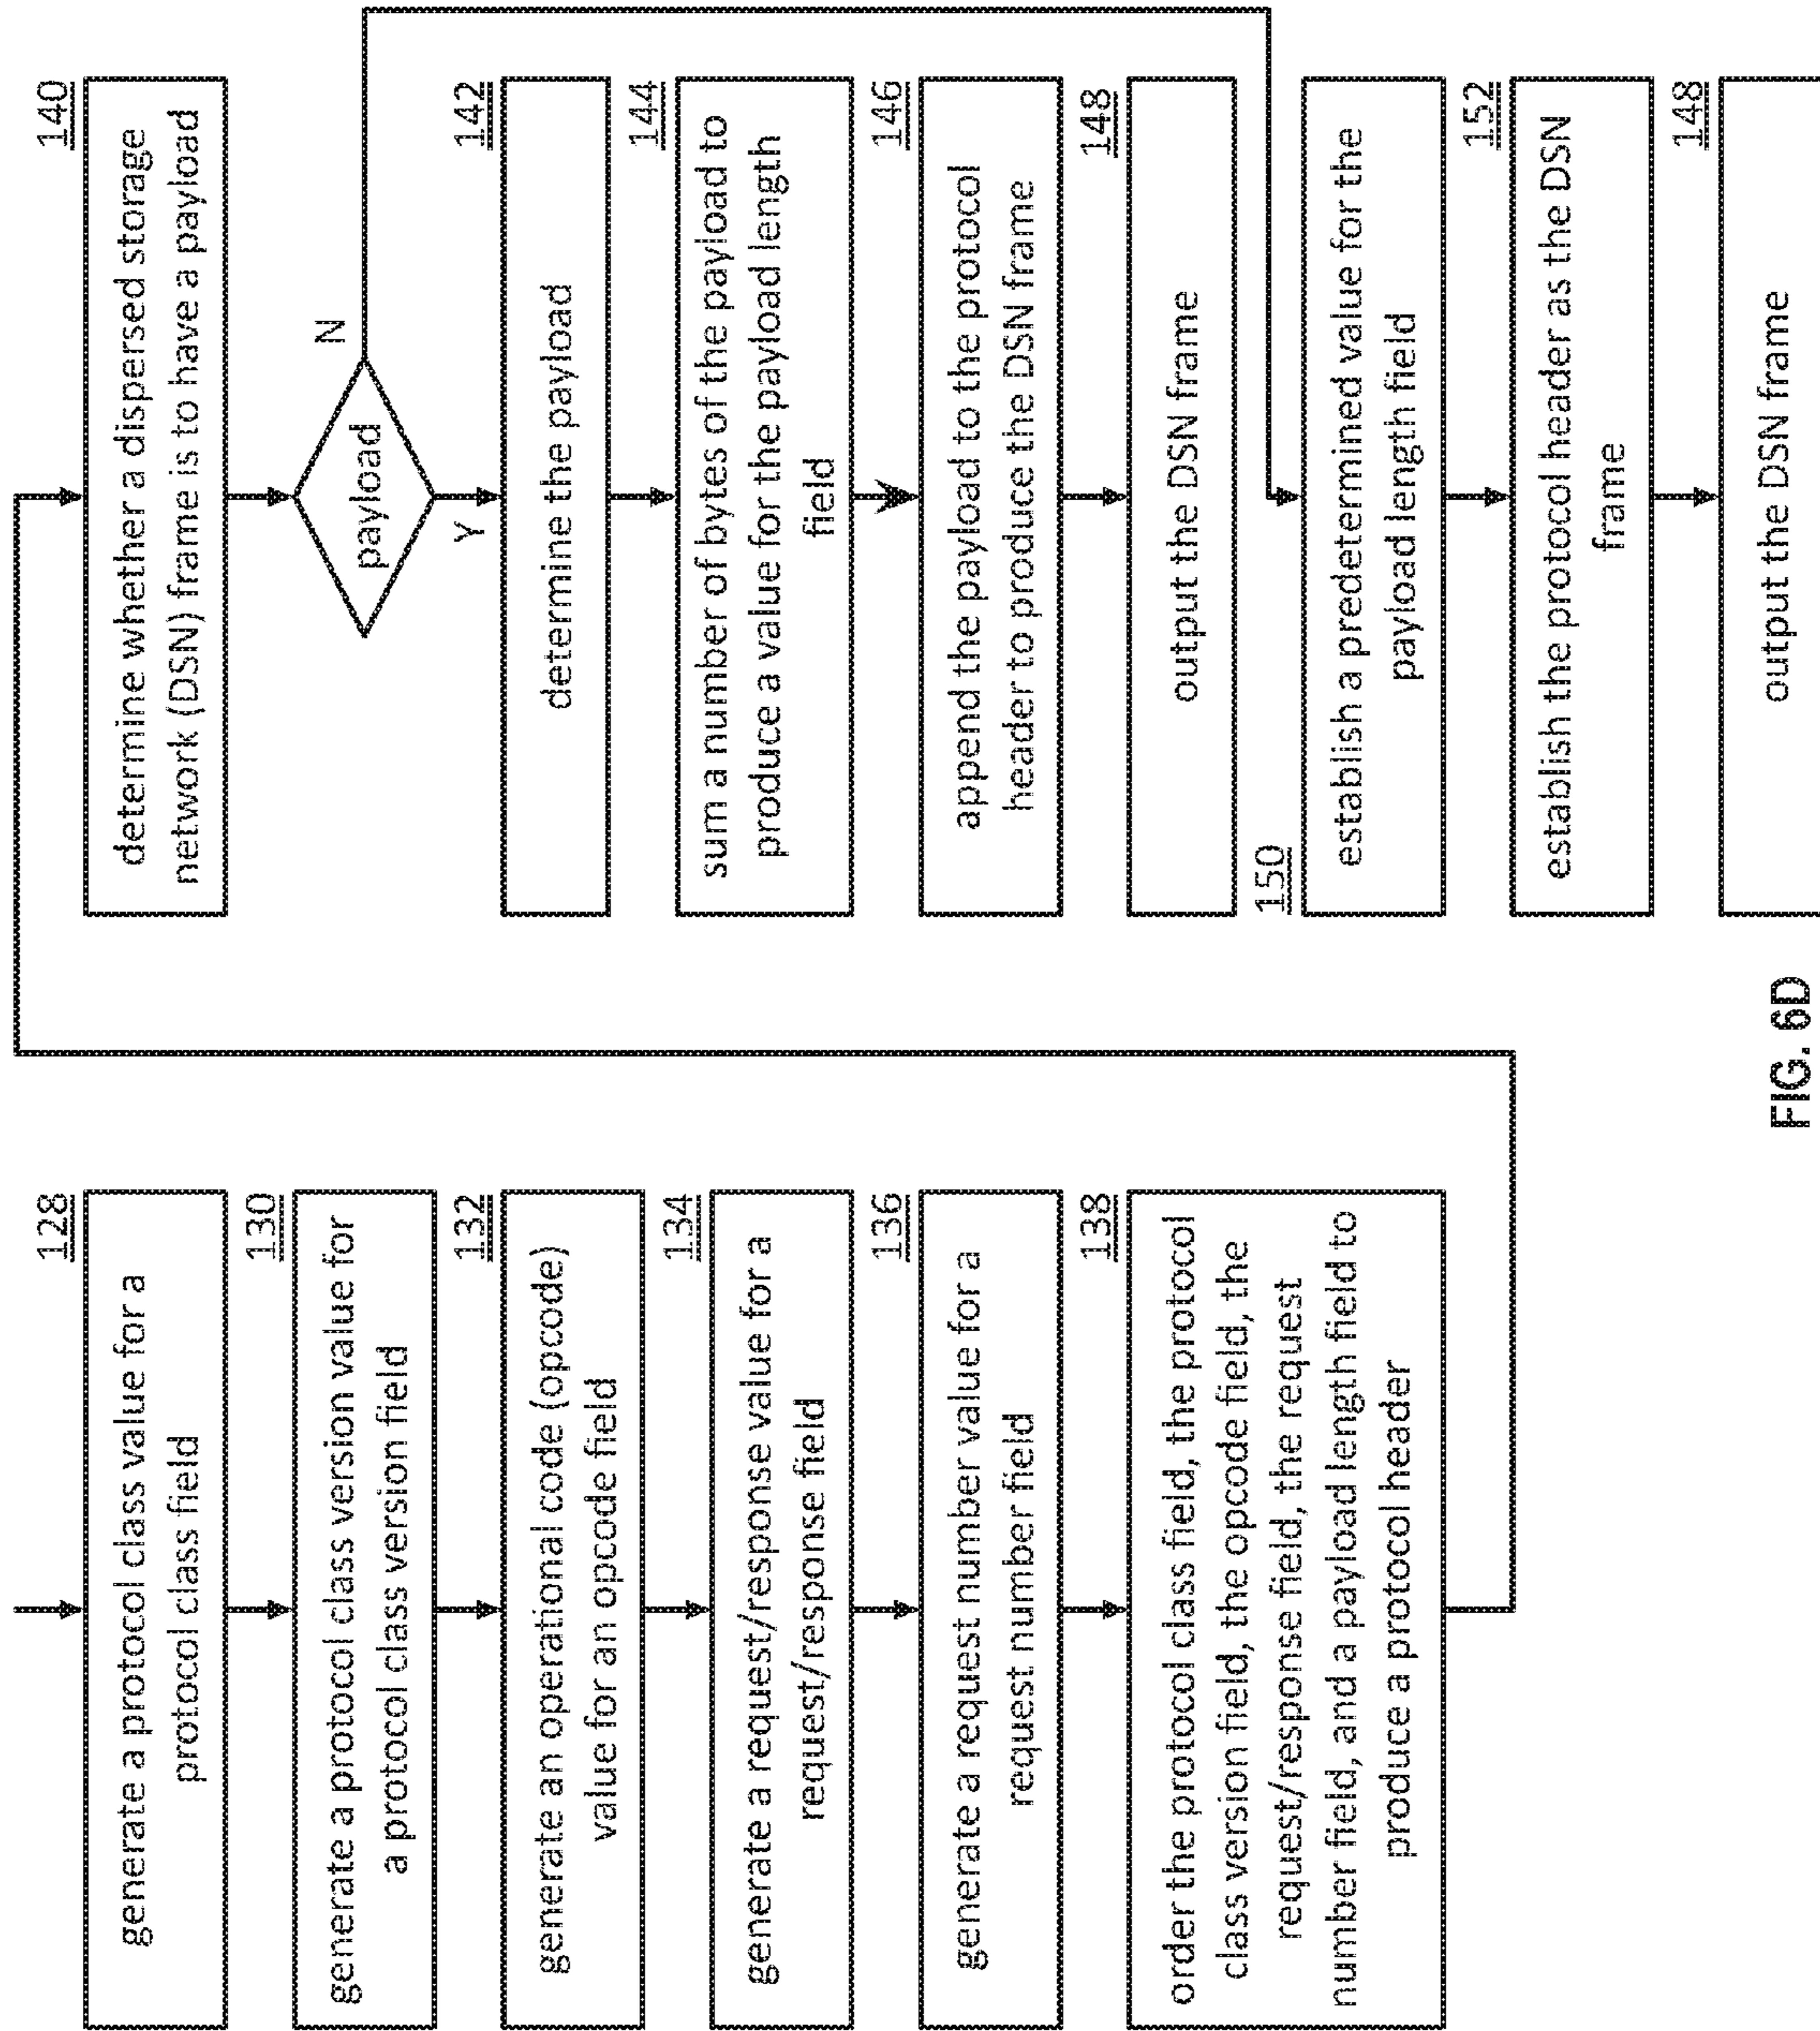 128
generate a protocol class value for a
protocol class field
130
generate a protocol class version value for
a protocol class version field
132
generate an operational code (opcode)
value for an opcode field
134
generate a request/response value for a
request/response field
136
generate a request number value for a
request number field
138
order the protocol class field, the protocol
class version field, the opcode field, the
request/response field, the request
number field, and a payload length field to
produce a protocol header
140
determine whether a dispersed storage
network (DSN) frame is to have a payload
payload
N
Y
142
determine the payload
144
sum a number of bytes of the payload to
produce a value for the payload length
field
146
append the payload to the protocol
header to produce the DSN frame
148
output the DSN frame
150
establish a predetermined value for the
payload length field
152
establish the protocol header as the DSN
frame
148
output the DSN frame
FIG. 6D